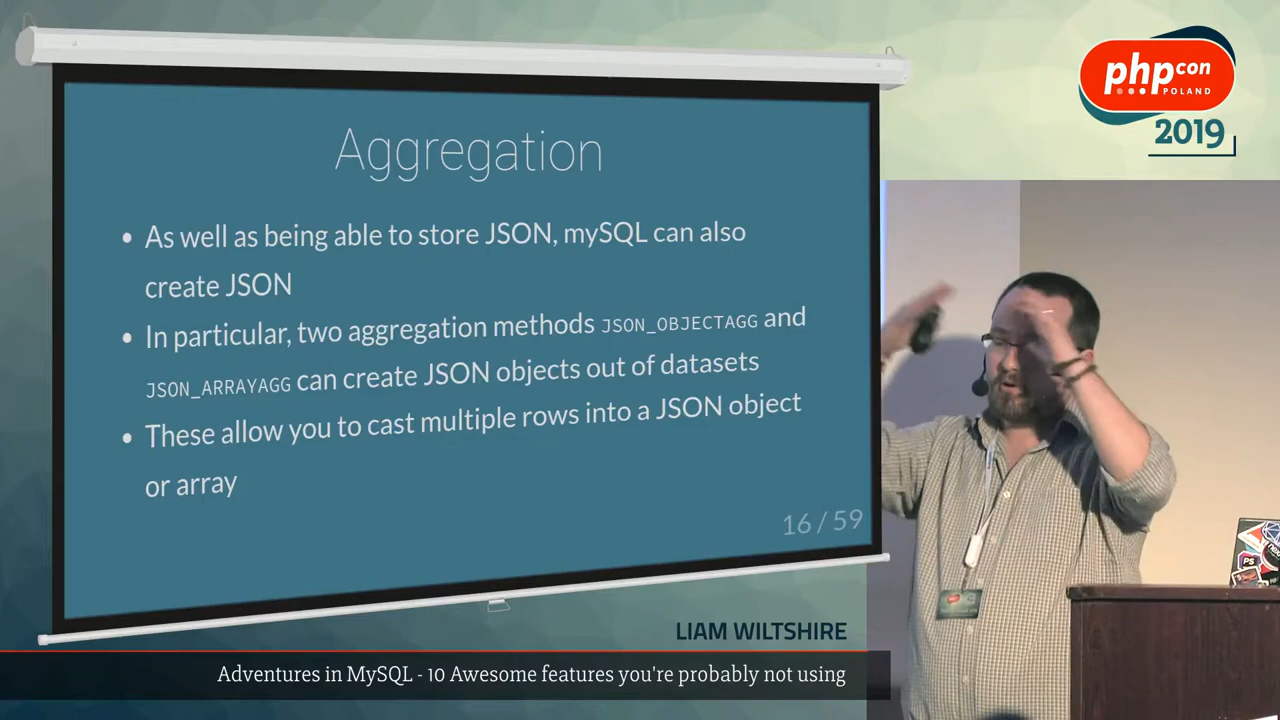 Aggregation
• As well as being able to store JSON, mySQL can also
create JSON
• In particular, two aggregation methods JSON_OBJECTAGG and
JSON_ARRAYAGG can create JSON objects out of datasets
• These allow you to cast multiple rows into a JSON object
or array
16 / 59
php con
POLAND
2019
PS
LIAM WILTSHIRE
Adventures in MySQL - 10 Awesome features you're probably not using